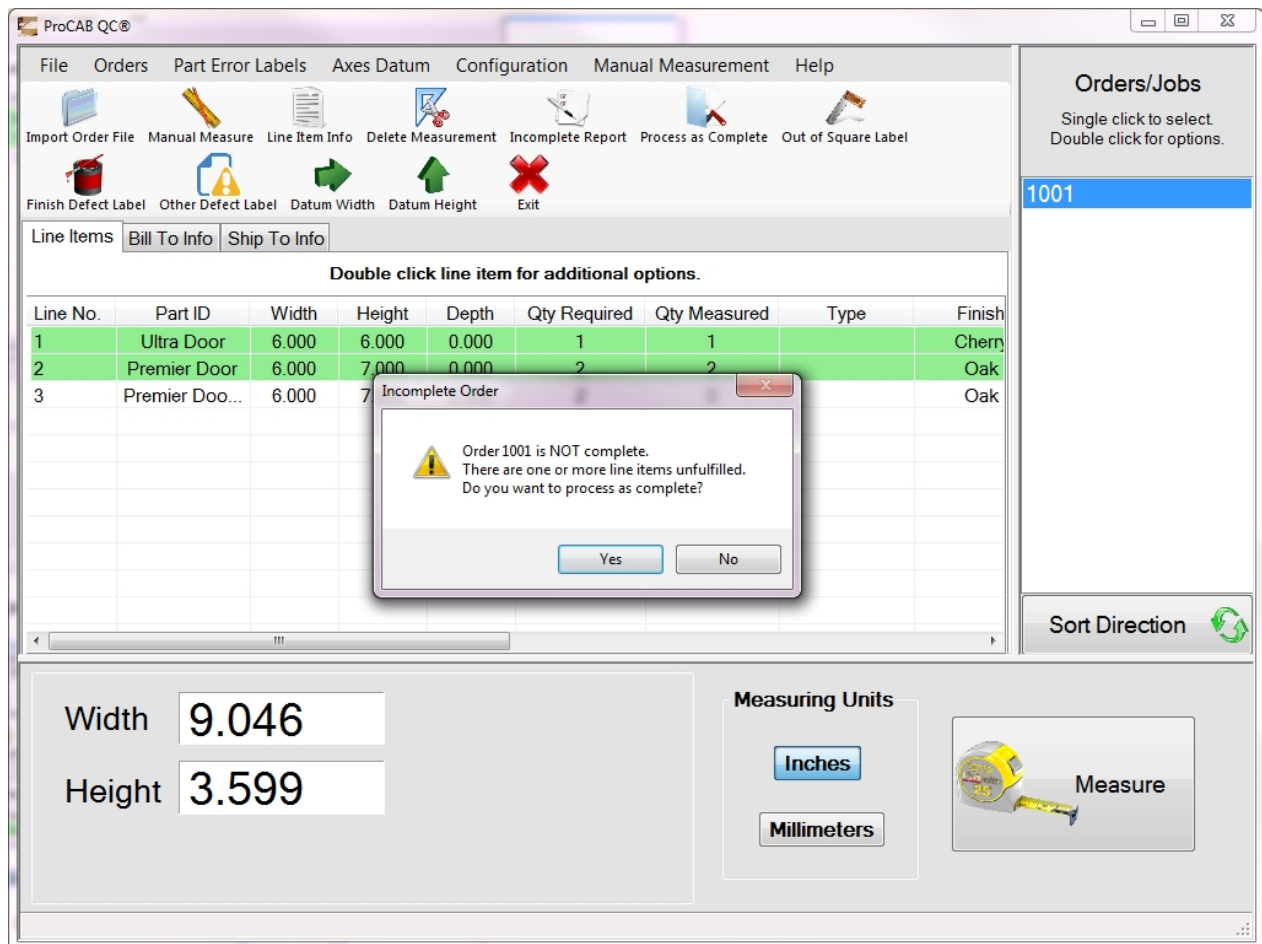 ProCAB QC®
File Orders Part Error Labels Axes Datum Configuration Manual Measurement Help
Import Order File Manual Measure Line Item Info Delete Measurement Incomplete Report Process as Complete Out of Square Label
Finish Defect Label Other Defect Label Datum Width Datum Height Exit
Line Items Bill To Info Ship To Info
Double click line item for additional options.
Line No. Part ID Width Height Depth Qty Required Qty Measured Type Finish
1 Ultra Door 6.000 6.000 0.000 1 1 Cherry
2 Premier Door 6.000 7.000 0.000 2 2 Oak
3 Premier Doo... 6.000 7 Oak
Incomplete Order
Order 1001 is NOT complete.
There are one or more line items unfulfilled.
Do you want to process as complete?
Yes No
Orders/Jobs
Single click to select.
Double click for options.
1001
Sort Direction
Width 9.046
Height 3.599
Measuring Units
Inches
Millimeters
Measure